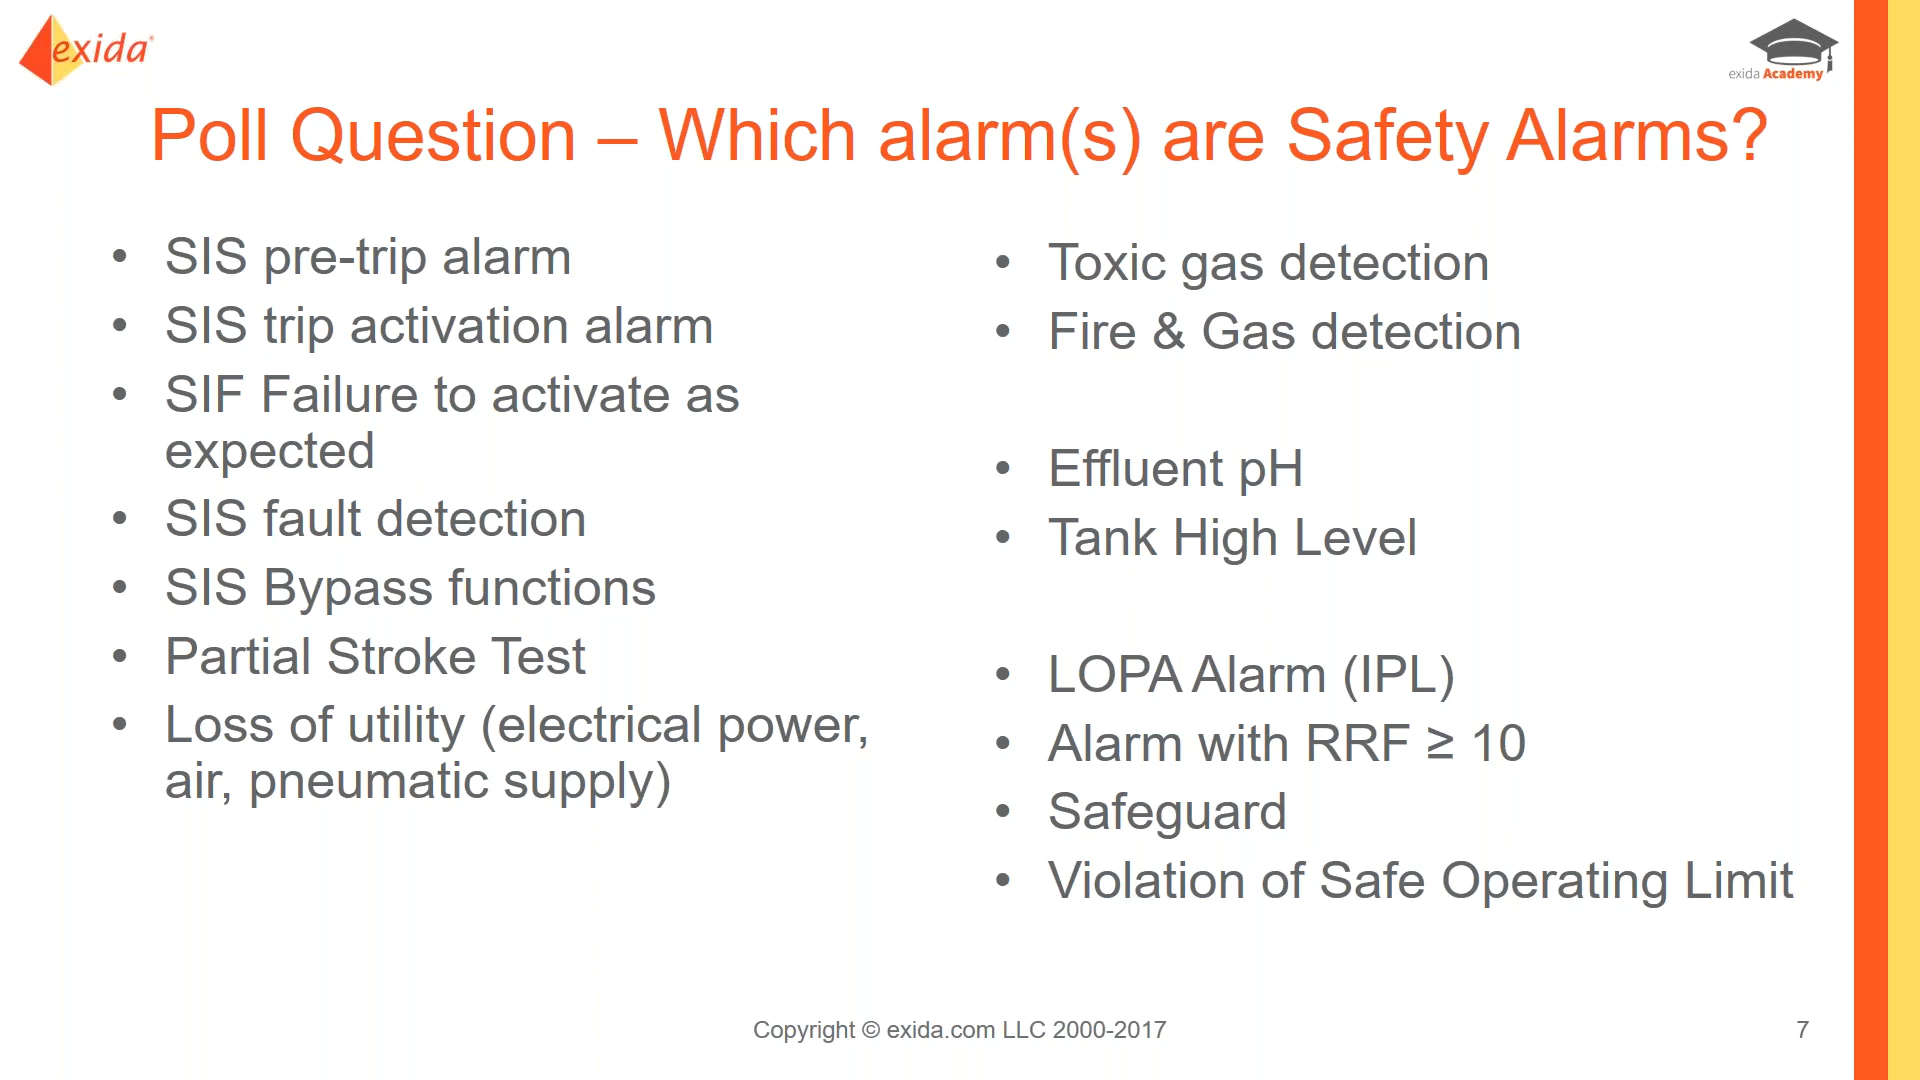 exida
exida Academy
Poll Question – Which alarm(s) are Safety Alarms?
• SIS pre-trip alarm
• SIS trip activation alarm
• SIF Failure to activate as
expected
• SIS fault detection
• SIS Bypass functions
• Partial Stroke Test
• Loss of utility (electrical power,
air, pneumatic supply)
• Toxic gas detection
• Fire & Gas detection
• Effluent pH
• Tank High Level
• LOPA Alarm (IPL)
• Alarm with RRF ≥ 10
• Safeguard
• Violation of Safe Operating Limit
Copyright © exida.com LLC 2000-2017
7